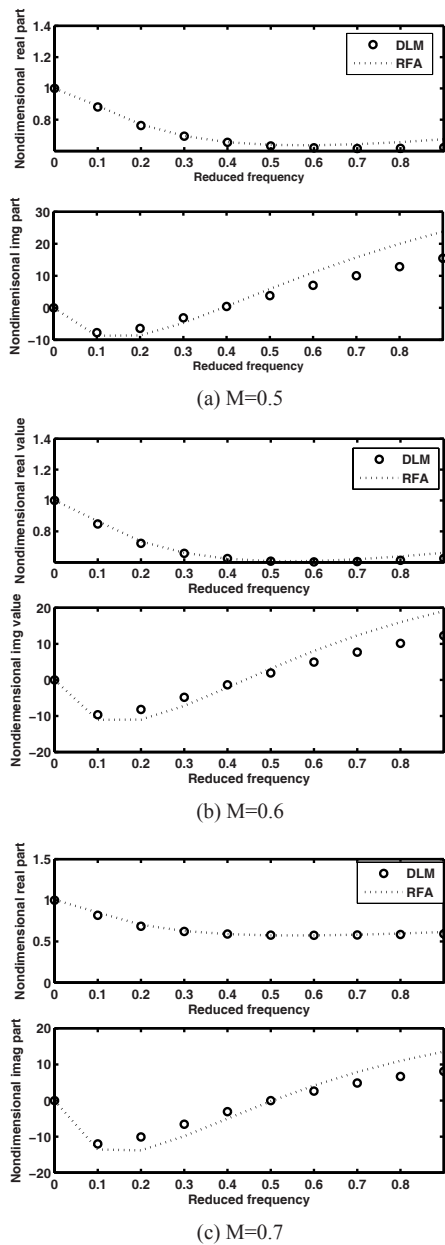 1.4
1.2
1
0.8
Nondimensional real part
DLM
RFA
0 0.1 0.2 0.3 0.4 0.5 0.6 0.7 0.8
Reduced frequency
30
20
10
0
−10
Nondimenisonal img part
0 0.1 0.2 0.3 0.4 0.5 0.6 0.7 0.8
Reduced frequency
(a) M=0.5
1.4
1.2
1
0.8
Nondimensional real value
DLM
RFA
0 0.1 0.2 0.3 0.4 0.5 0.6 0.7 0.8
Reduced frequency
20
10
0
−10
−20
Nondiemensional img value
0 0.1 0.2 0.3 0.4 0.5 0.6 0.7 0.8
Reduced frequency
(b) M=0.6
1.5
1
0.5
0
Nondimensional real part
DLM
RFA
0 0.1 0.2 0.3 0.4 0.5 0.6 0.7 0.8
Reduced frequency
20
10
0
−10
−20
Nondimensional imag part
0 0.1 0.2 0.3 0.4 0.5 0.6 0.7 0.8
Reduced frequency
(c) M=0.7